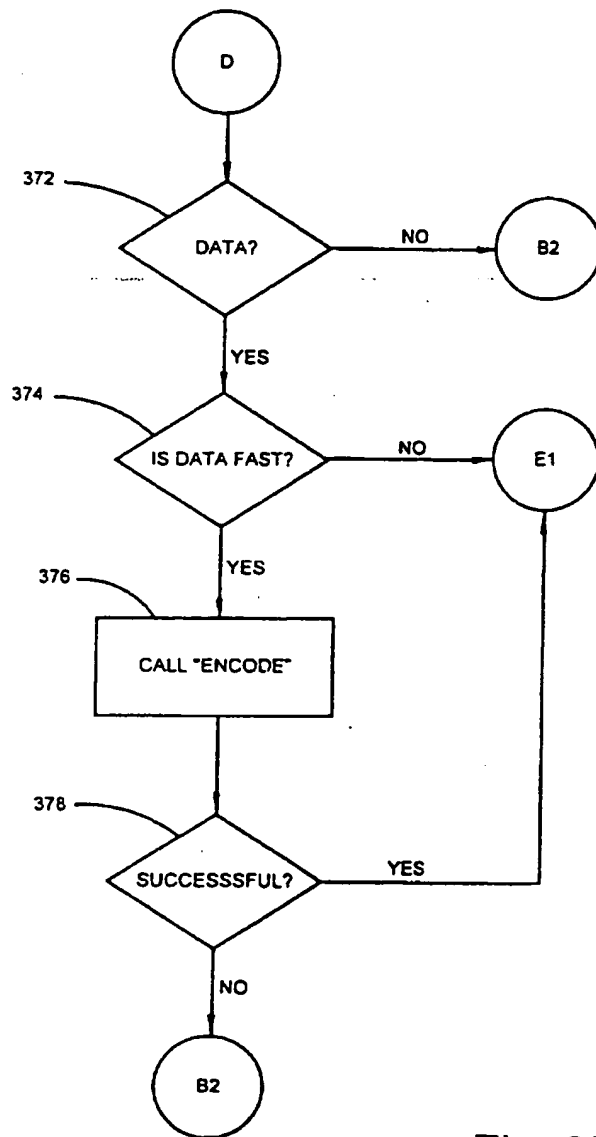 D
372
DATA?
NO
B2
YES
374
IS DATA FAST?
NO
E1
YES
376
CALL "ENCODE"
378
SUCCESSSFUL?
YES
NO
B2